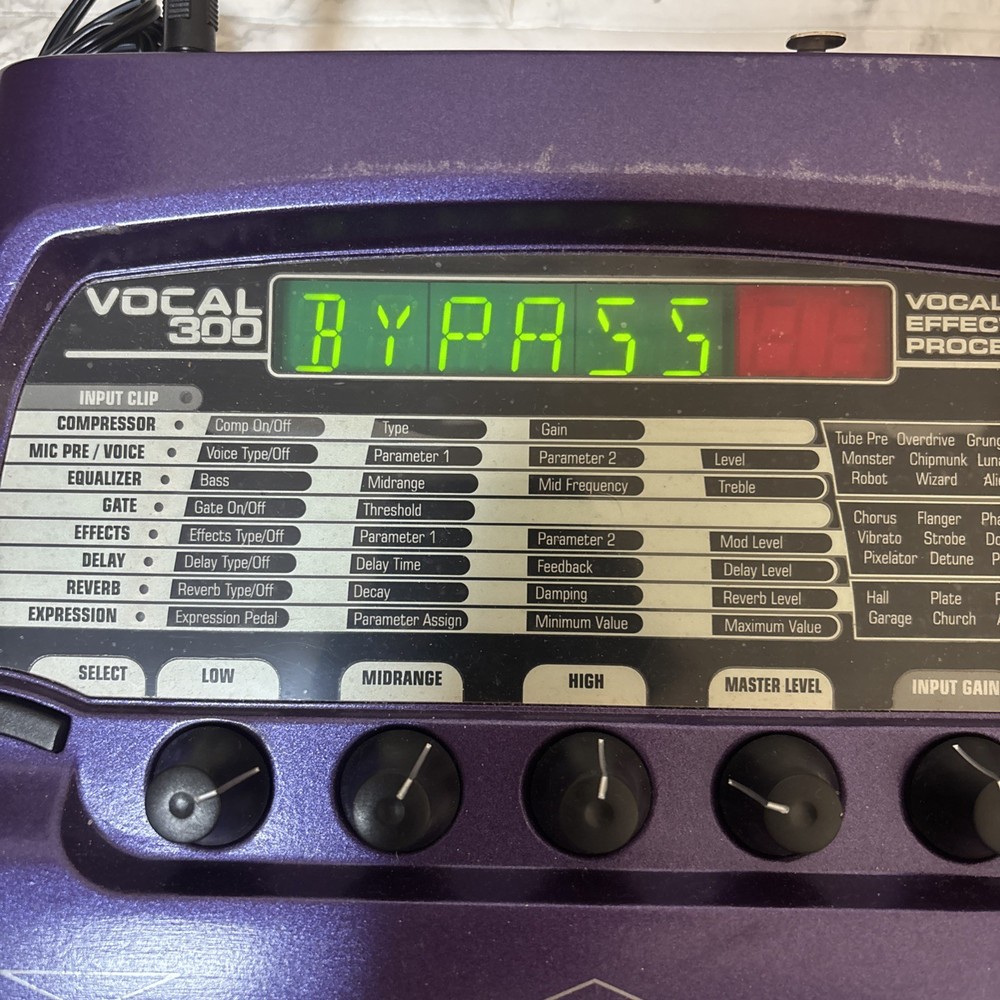 VOCAL
300
BYPASS
VOCAL
EFFEC
PROCE
INPUT CLIP
COMPRESSOR Comp On/Off Type Gain
MIC PRE / VOICE Voice Type/Off Parameter 1 Parameter 2 Level
EQUALIZER Bass Midrange Mid Frequency Treble
GATE Gate On/Off Threshold
EFFECTS Effects Type/Off Parameter 1 Parameter 2 Mod Level
DELAY Delay Type/Off Delay Time Feedback Delay Level
REVERB Reverb Type/Off Decay Damping Reverb Level
EXPRESSION Expression Pedal Parameter Assign Minimum Value Maximum Value
Tube Pre Overdrive Grung
Monster Chipmunk Luna
Robot Wizard Alie
Chorus Flanger Pha
Vibrato Strobe Do
Pixelator Detune P
Hall Plate
Garage Church
SELECT LOW MIDRANGE HIGH MASTER LEVEL INPUT GAIN